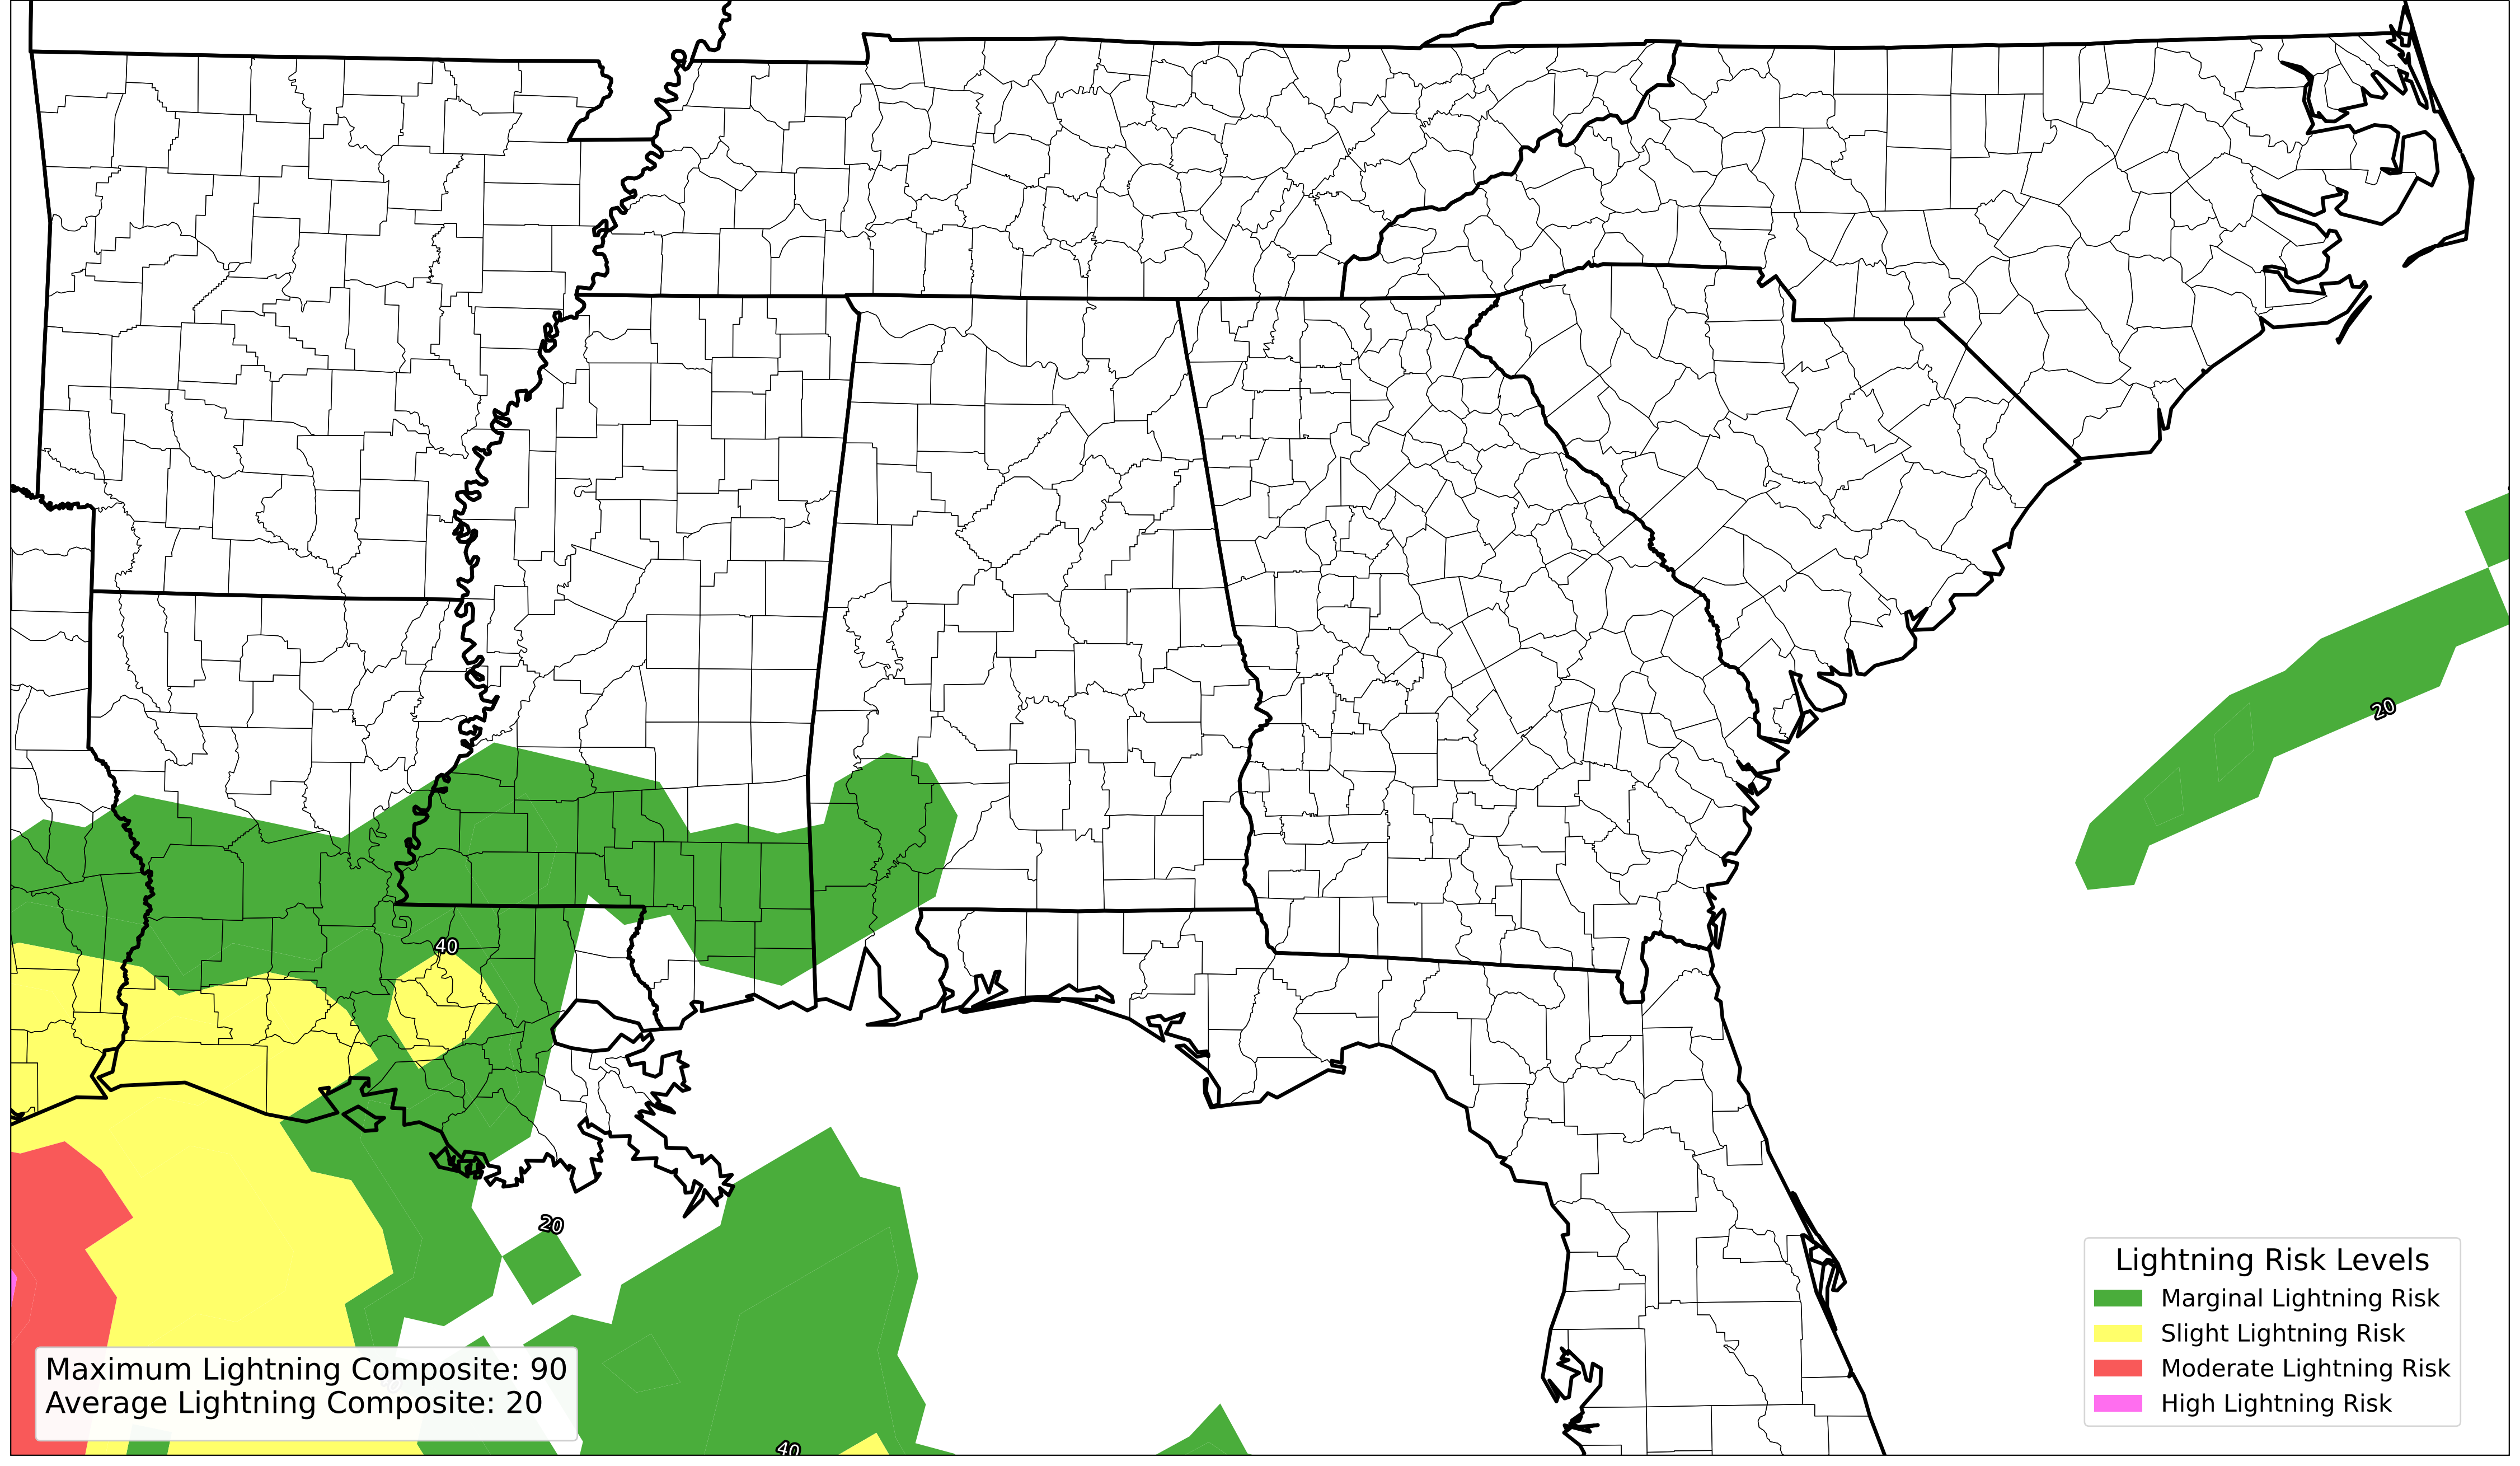 20
40
20
40
Maximum Lightning Composite: 90
Average Lightning Composite: 20
Lightning Risk Levels
Marginal Lightning Risk
Slight Lightning Risk
Moderate Lightning Risk
High Lightning Risk